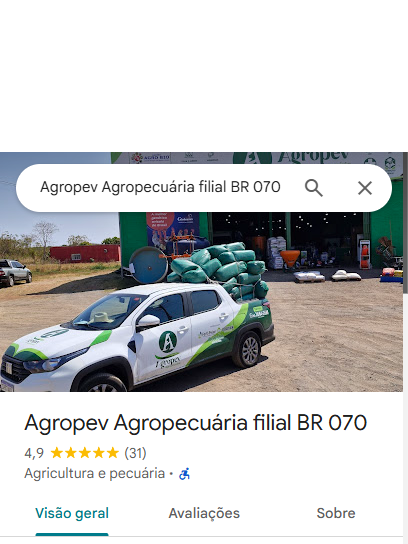 Agropev
Agropev Agropecuária filial BR 070
A
Agropev
Agropev Agropecuária filial BR 070
4,9 (31)
Agricultura e pecuária ·
Visão geral
Avaliações
Sobre